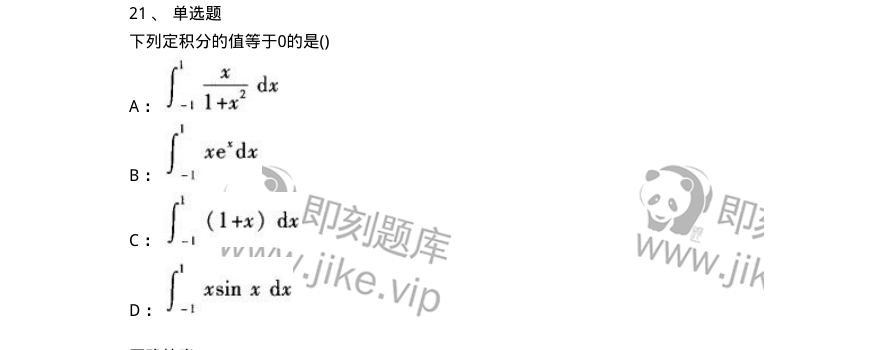 21 、 单选题
下列定积分的值等于0的是()
A： ∫_{-1}^{1} \frac{x}{1+x^2} dx
B： ∫_{-1}^{1} xe^x dx
C： ∫_{-1}^{1} (1+x) dx
D： ∫_{-1}^{1} xsin x dx
即刻题库
www.jike.vip
即刻
www.jik